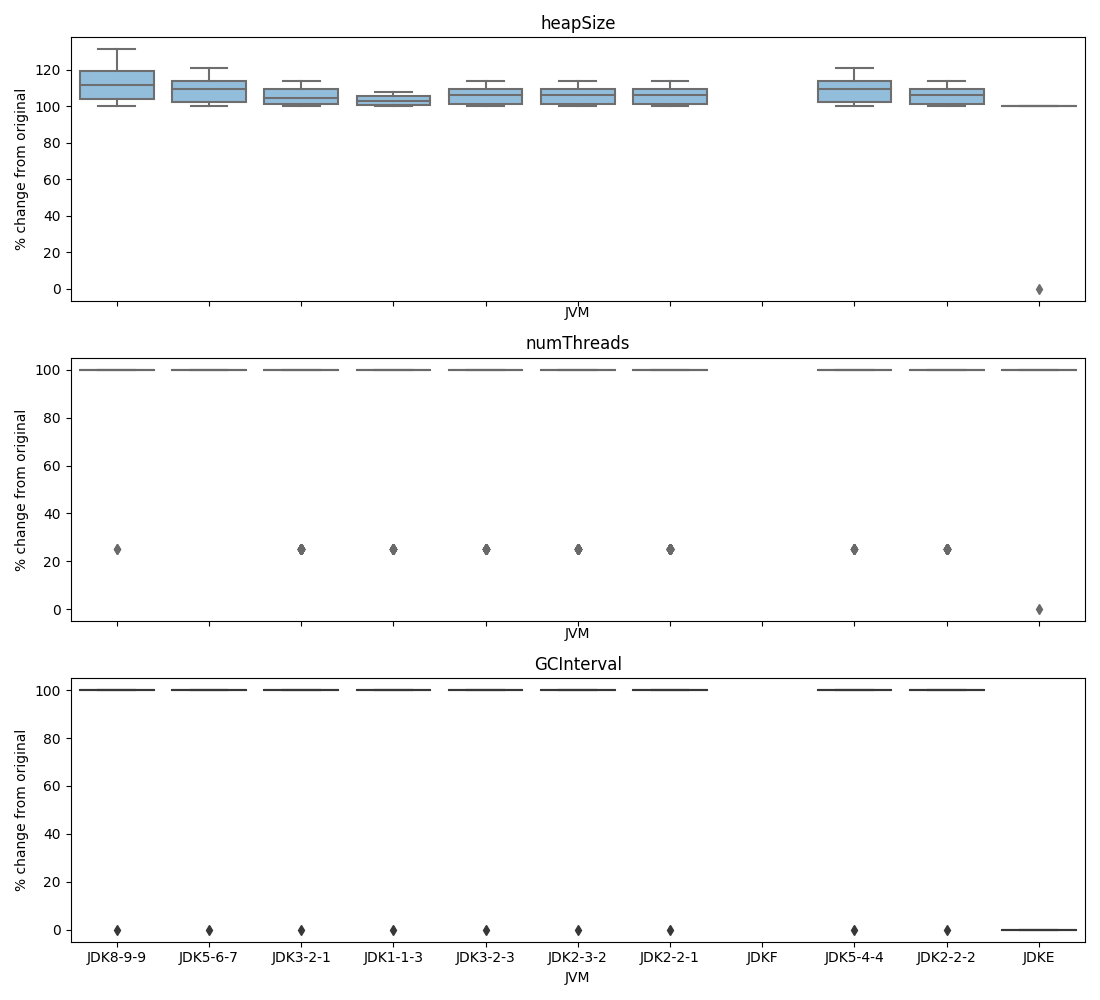 heapSize
% change from original
120
100
80
60
40
20
0
JVM
numThreads
% change from original
100
80
60
40
20
0
JVM
GCInterval
% change from original
100
80
60
40
20
0
JDK8-9-9 JDK5-6-7 JDK3-2-1 JDK1-1-3 JDK3-2-3 JDK2-3-2 JDK2-2-1 JDKF JDK5-4-4 JDK2-2-2 JDKE
JVM